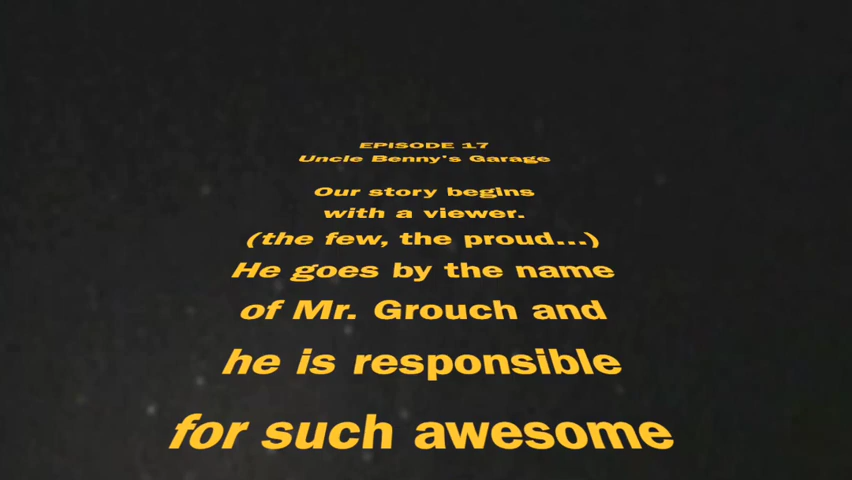 EPISODE 17
Uncle Benny's Garage
Our story begins
with a viewer.
(the few, the proud...)
He goes by the name
of Mr. Grouch and
he is responsible
for such awesome